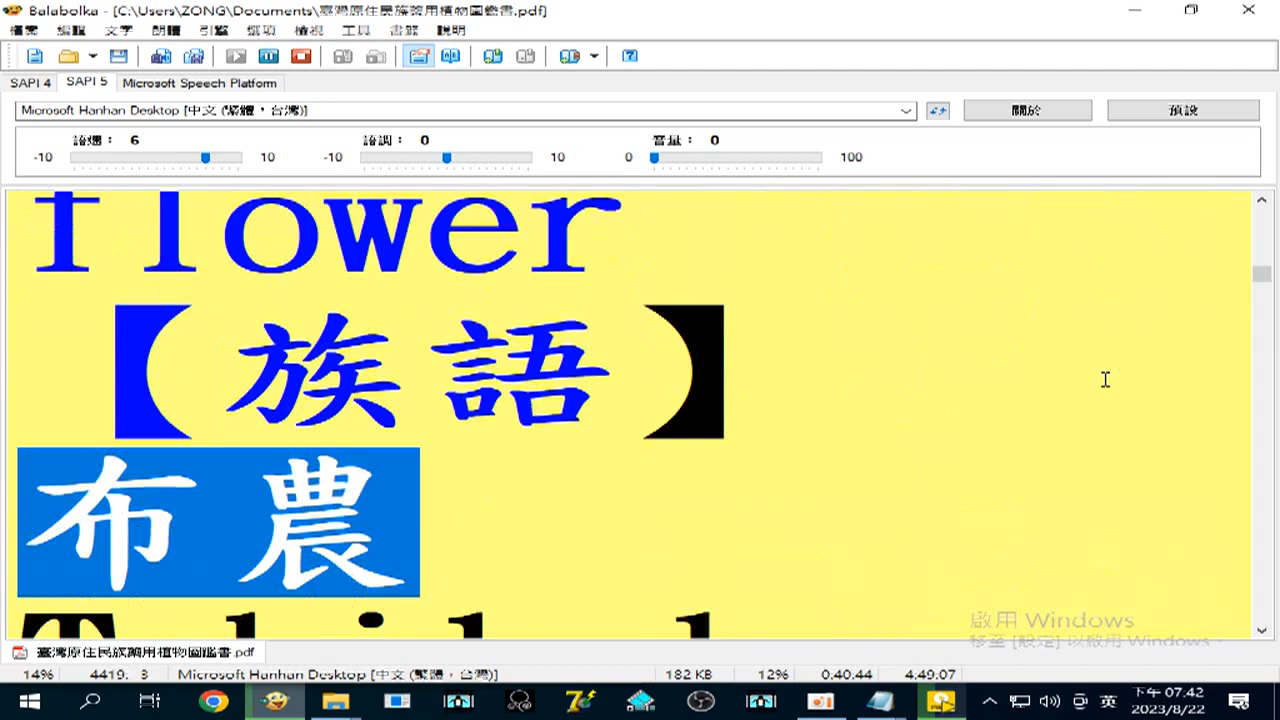 Balabolka - [C:\Users\ZONG\Documents\臺灣原住民族藥用植物圖鑑書.pdf]
檔案 編輯 文字 朗讀 引擎 選項 檢視 工具 書籤 說明
SAPI 4 SAPI 5 Microsoft Speech Platform
Microsoft Hanhan Desktop [中文 (繁體，台灣)] 關於 預設
語速： 6 語調： 0 音量： 0
-10 10 -10 10 0 100
flower
【族語】
布農
啟用 Windows
移至 [設定] 以啟用 Windows。
臺灣原住民族藥用植物圖鑑書.pdf
14% 4419: 3 Microsoft Hanhan Desktop [中文 (繁體，台灣)] 182 KB 12% 0.40.44 4.49.07
英 下午 07:42
2023/8/22